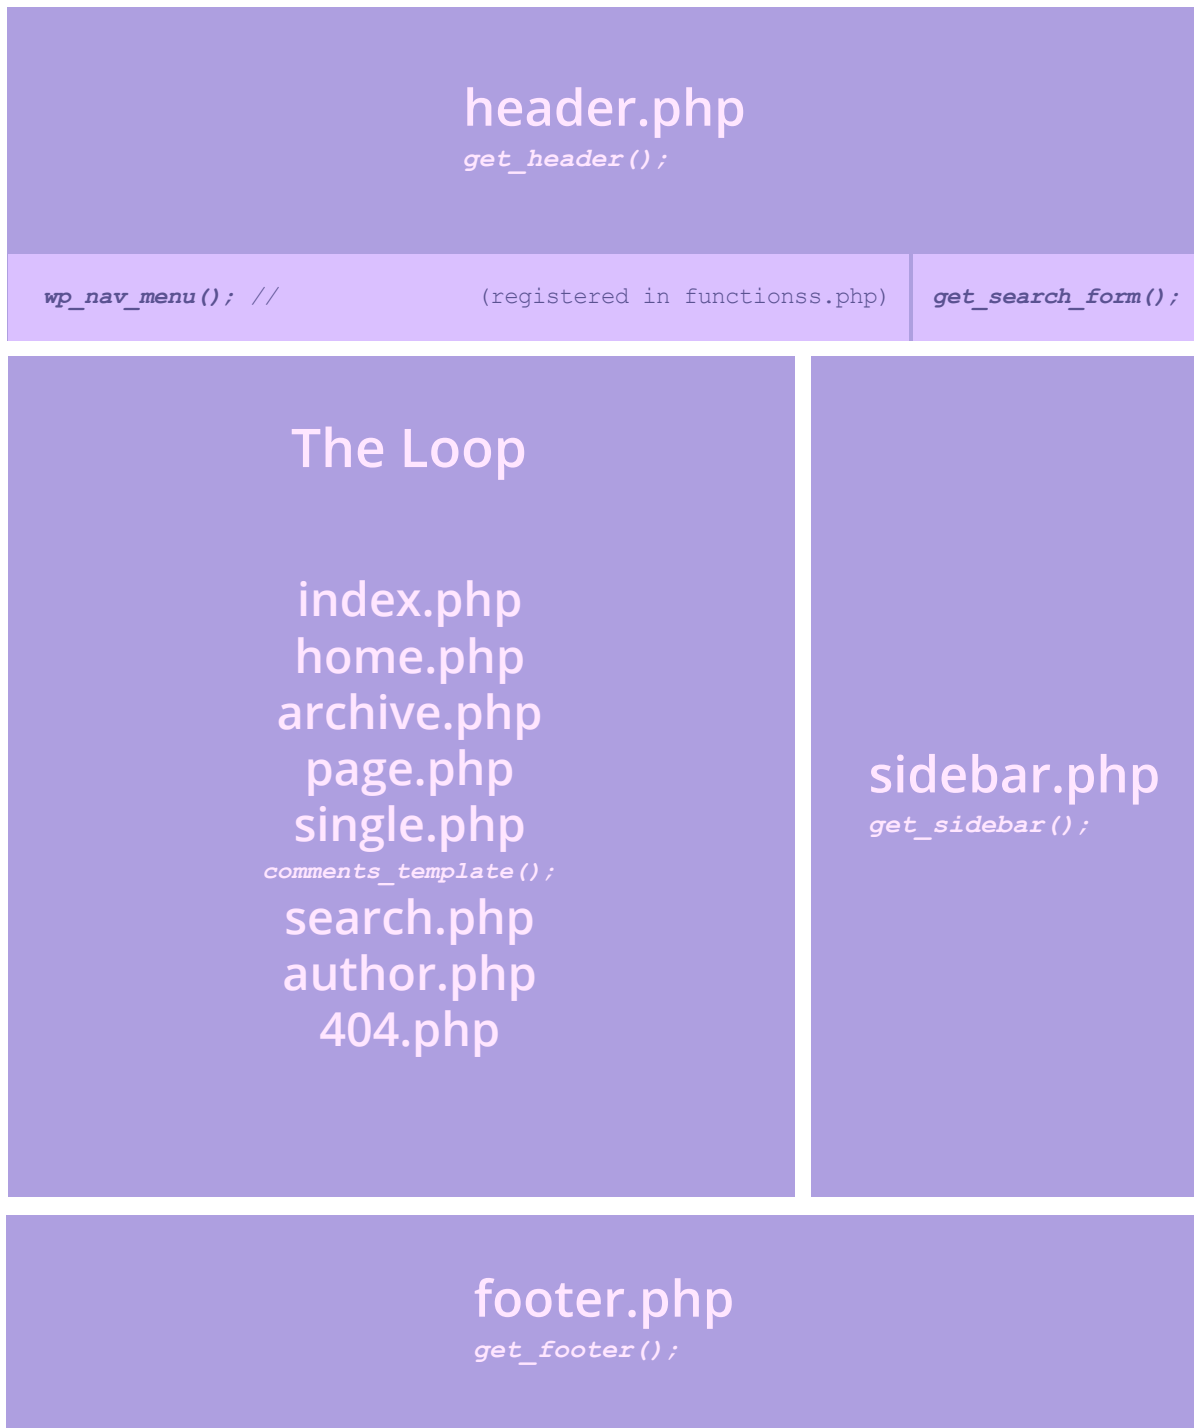 header.php
get_header();
wp_nav_menu(); // (registered in functionss.php)
get_search_form();
The Loop
index.php
home.php
archive.php
page.php
single.php
comments_template();
search.php
author.php
404.php
sidebar.php
get_sidebar();
footer.php
get_footer();